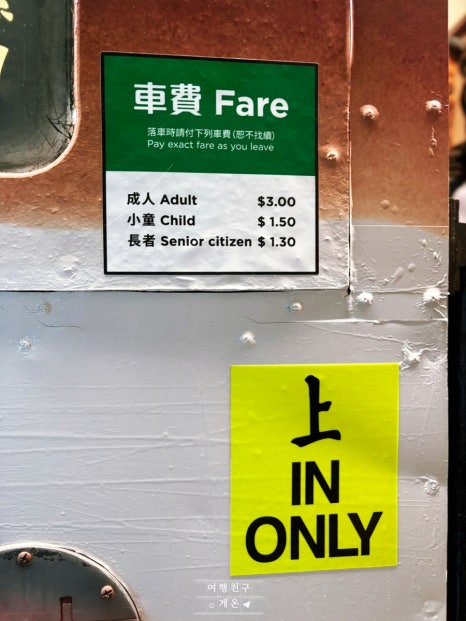 車費 Fare
落車時請付下列車費(恕不找續)
Pay exact fare as you leave
成人 Adult $3.00
小童 Child $ 1.50
長者 Senior citizen $ 1.30
上
IN
ONLY
여행친구
© 게온